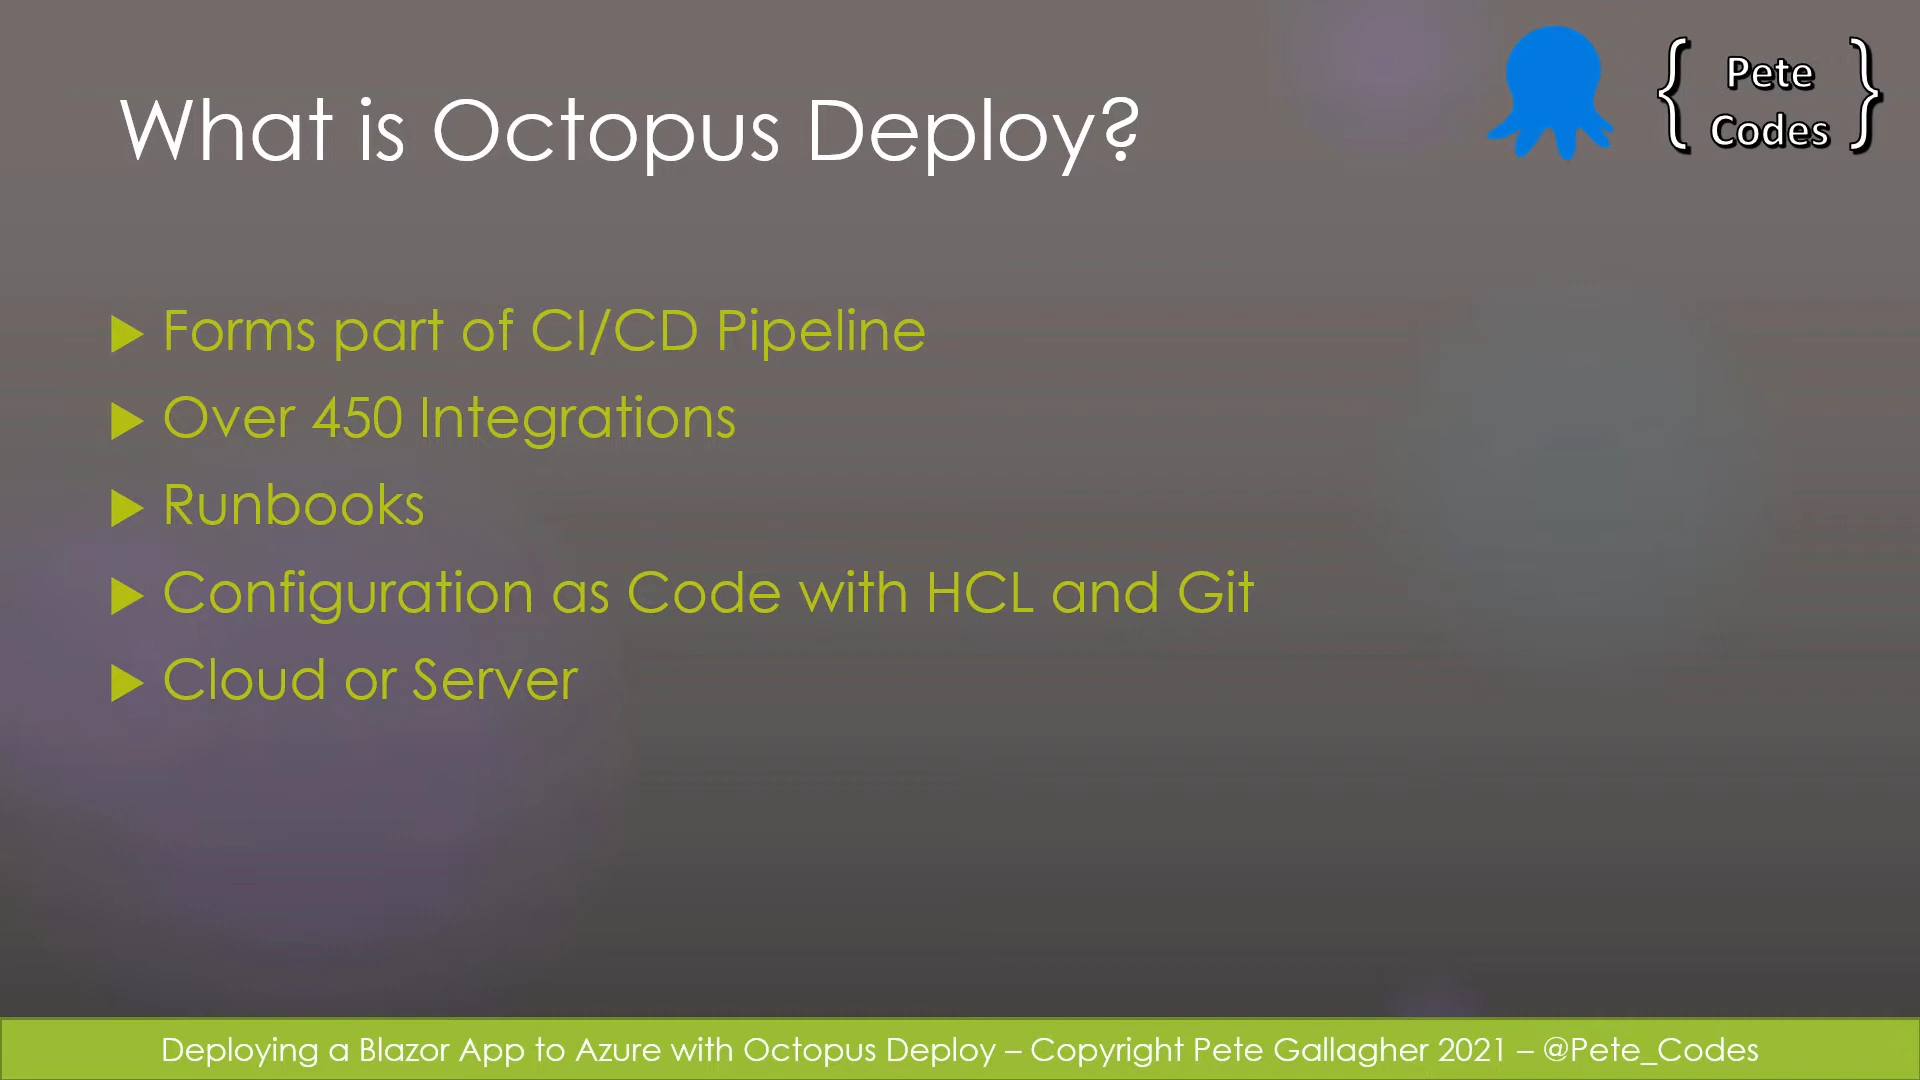 What is Octopus Deploy?
{ Pete
Codes }
Forms part of CI/CD Pipeline
Over 450 Integrations
Runbooks
Configuration as Code with HCL and Git
Cloud or Server
Deploying a Blazor App to Azure with Octopus Deploy – Copyright Pete Gallagher 2021 – @Pete_Codes